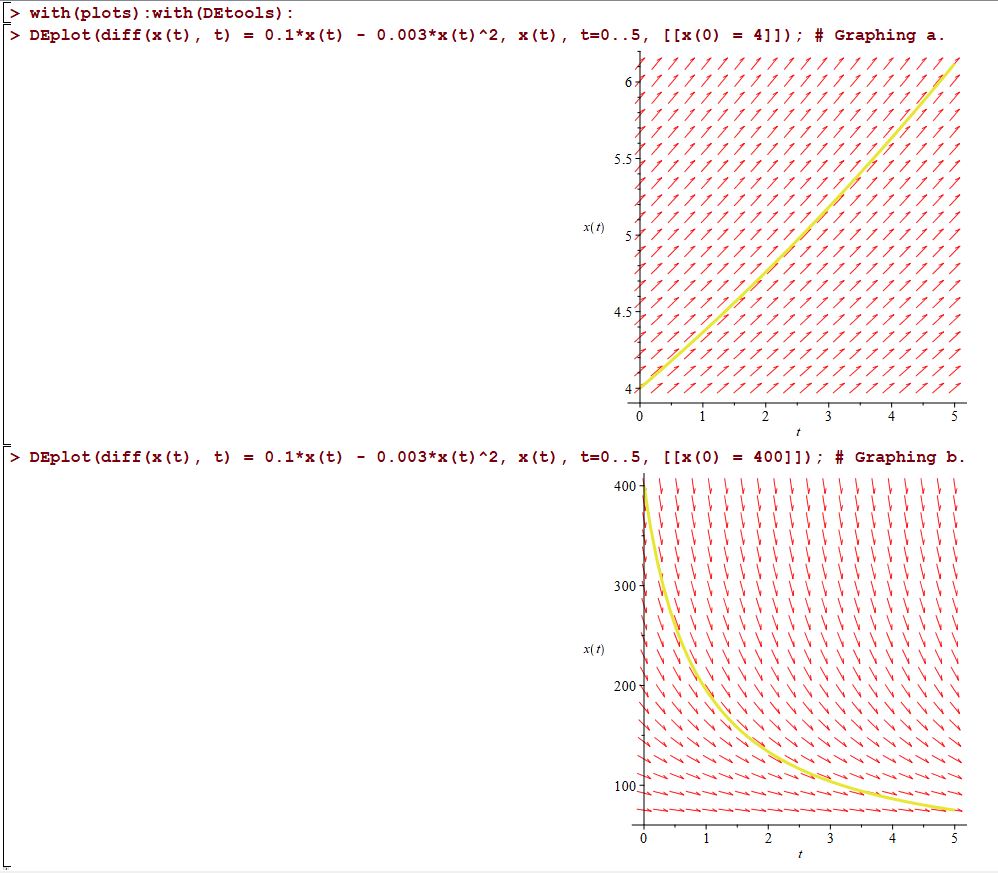 > with(plots):with(DEtools):
> DEplot(diff(x(t), t) = 0.1*x(t) - 0.003*x(t)^2, x(t), t=0..5, [[x(0) = 4]]); # Graphing a.
6
5.5
x(t)
5
4.5
4
0 1 2 3 4 5
t
> DEplot(diff(x(t), t) = 0.1*x(t) - 0.003*x(t)^2, x(t), t=0..5, [[x(0) = 400]]); # Graphing b.
400
300
x(t)
200
100
0 1 2 3 4 5
t